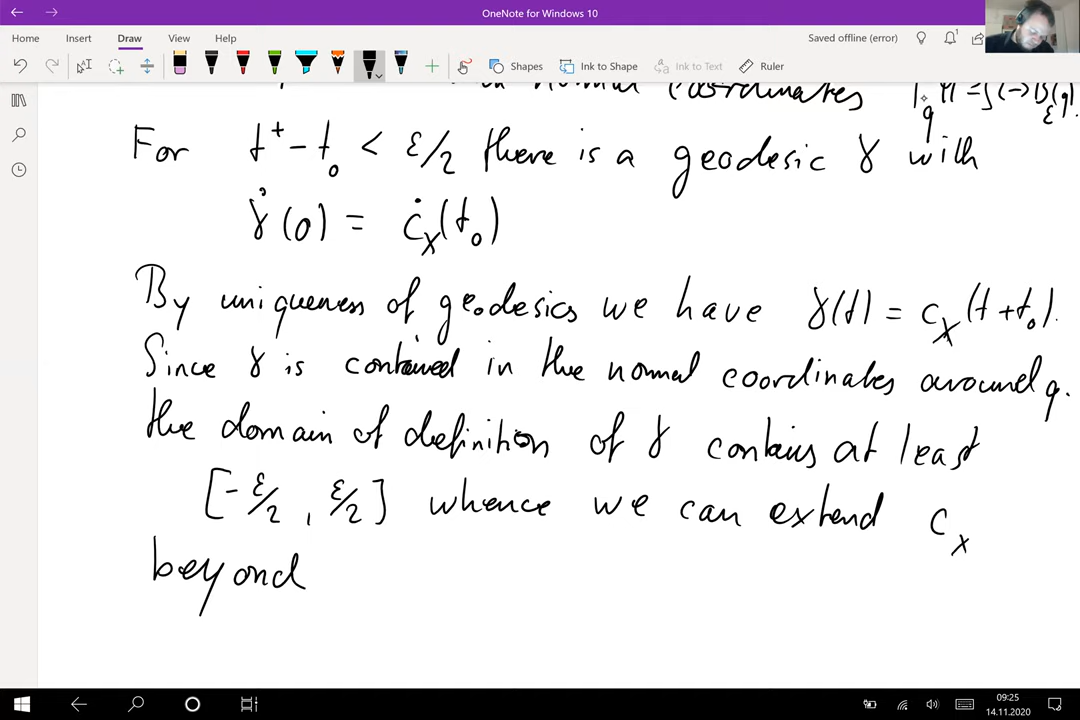 OneNote for Windows 10
Home Insert Draw View Help Saved offline (error)
Shapes Ink to Shape Ink to Text Ruler
in normal coordinates
For t⁺ - t₀ < ε/2 there is a geodesic γ with
γ̇(0) = ċₓ(t₀)
By uniqueness of geodesics we have γ(t) = cₓ(t+t₀).
Since γ is contained in the normal coordinates around q.
the domain of definition of γ contains at least
[-ε/2, ε/2] whence we can extend cₓ
beyond
09:25
14.11.2020